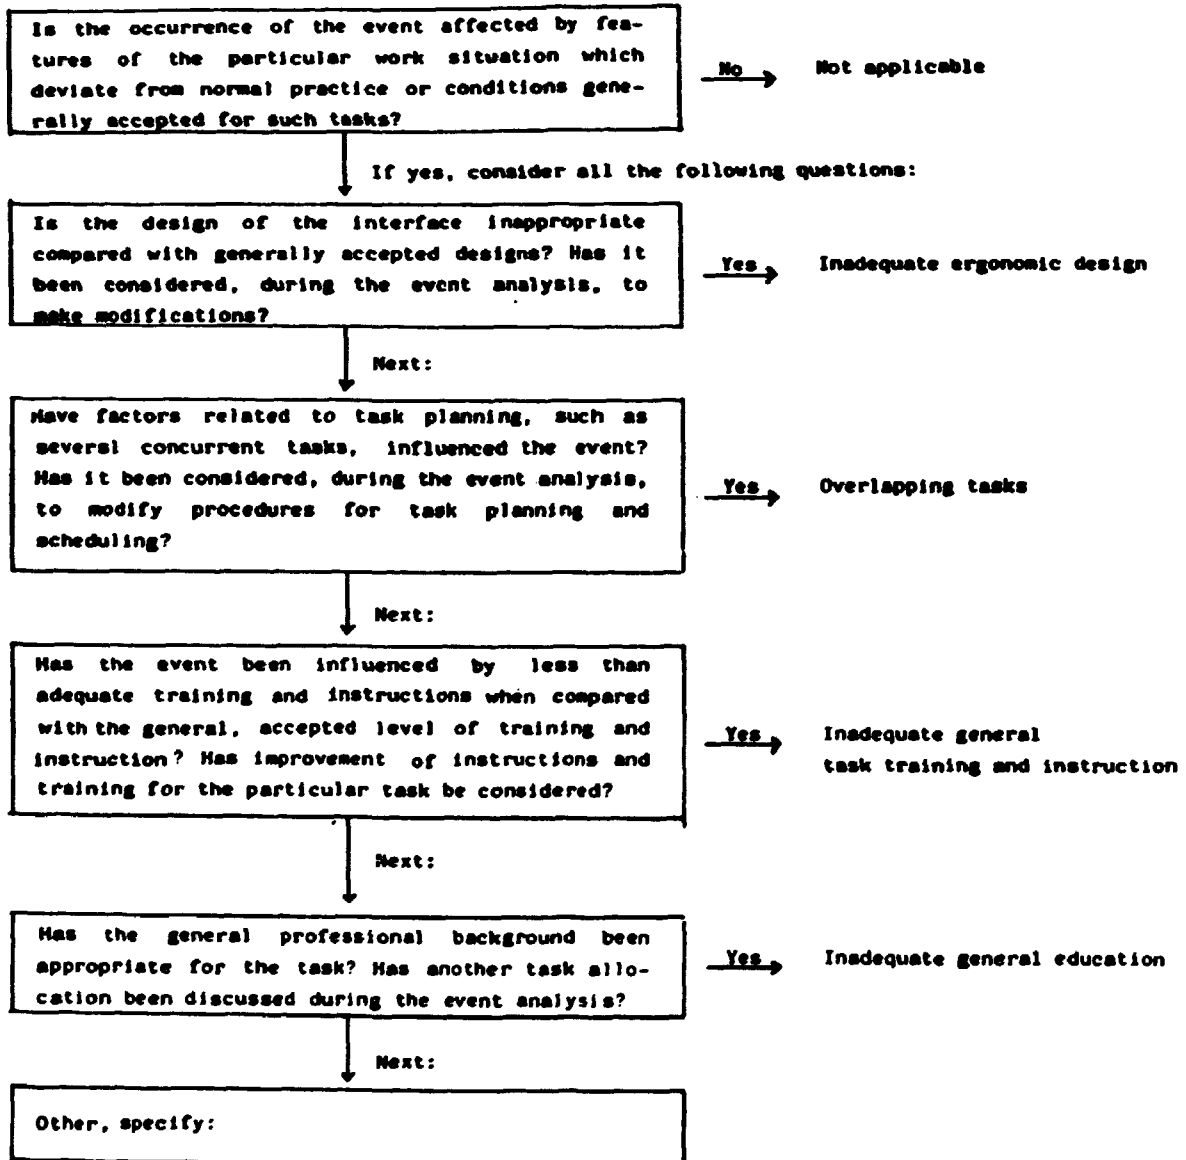 Is the occurrence of the event affected by fea-
tures of the particular work situation which
deviate from normal practice or conditions gene-
rally accepted for such tasks?
No
Not applicable
If yes, consider all the following questions:
Is the design of the interface inappropriate
compared with generally accepted designs? Has it
been considered, during the event analysis, to
make modifications?
Yes
Inadequate ergonomic design
Next:
Have factors related to task planning, such as
several concurrent tasks, influenced the event?
Has it been considered, during the event analysis,
to modify procedures for task planning and
scheduling?
Yes
Overlapping tasks
Next:
Has the event been influenced by less than
adequate training and instructions when compared
with the general, accepted level of training and
instruction? Has improvement of instructions and
training for the particular task be considered?
Yes
Inadequate general
task training and instruction
Next:
Has the general professional background been
appropriate for the task? Has another task allo-
cation been discussed during the event analysis?
Yes
Inadequate general education
Next:
Other, specify: